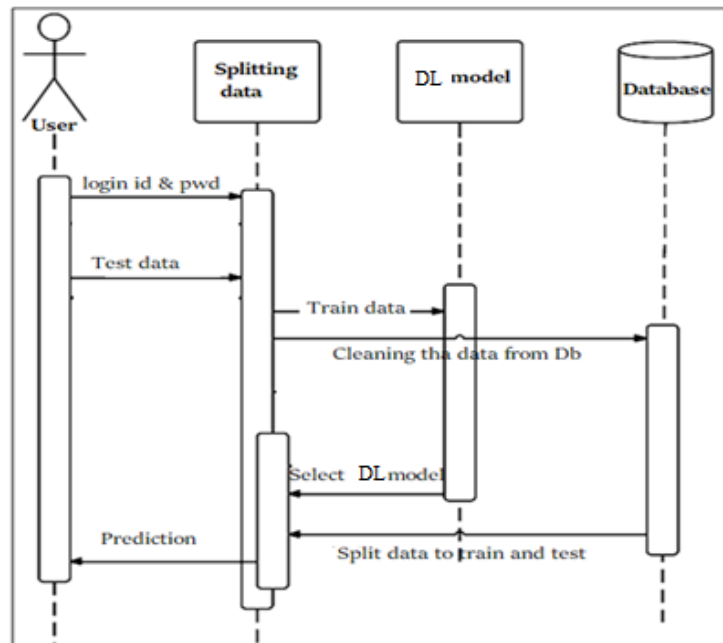 Splitting
data
DL model
Database
User
login id & pwd
Test data
Train data
Cleaning tha data from Db
Select DL model
Prediction
Split data to train and test